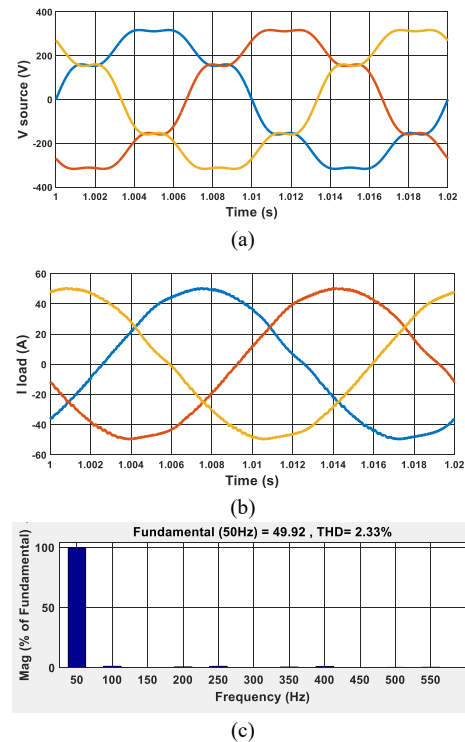 400
200
0
-200
-400
V source (V)
1 1.002 1.004 1.006 1.008 1.01 1.012 1.014 1.016 1.018 1.02
Time (s)
(a)
60
40
20
0
-20
-40
-60
I load (A)
1 1.002 1.004 1.006 1.008 1.01 1.012 1.014 1.016 1.018 1.02
Time (s)
(b)
Fundamental (50Hz) = 49.92 , THD= 2.33%
100
50
0
Mag (% of Fundamental)
50 100 150 200 250 300 350 400 450 500 550
Frequency (Hz)
(c)